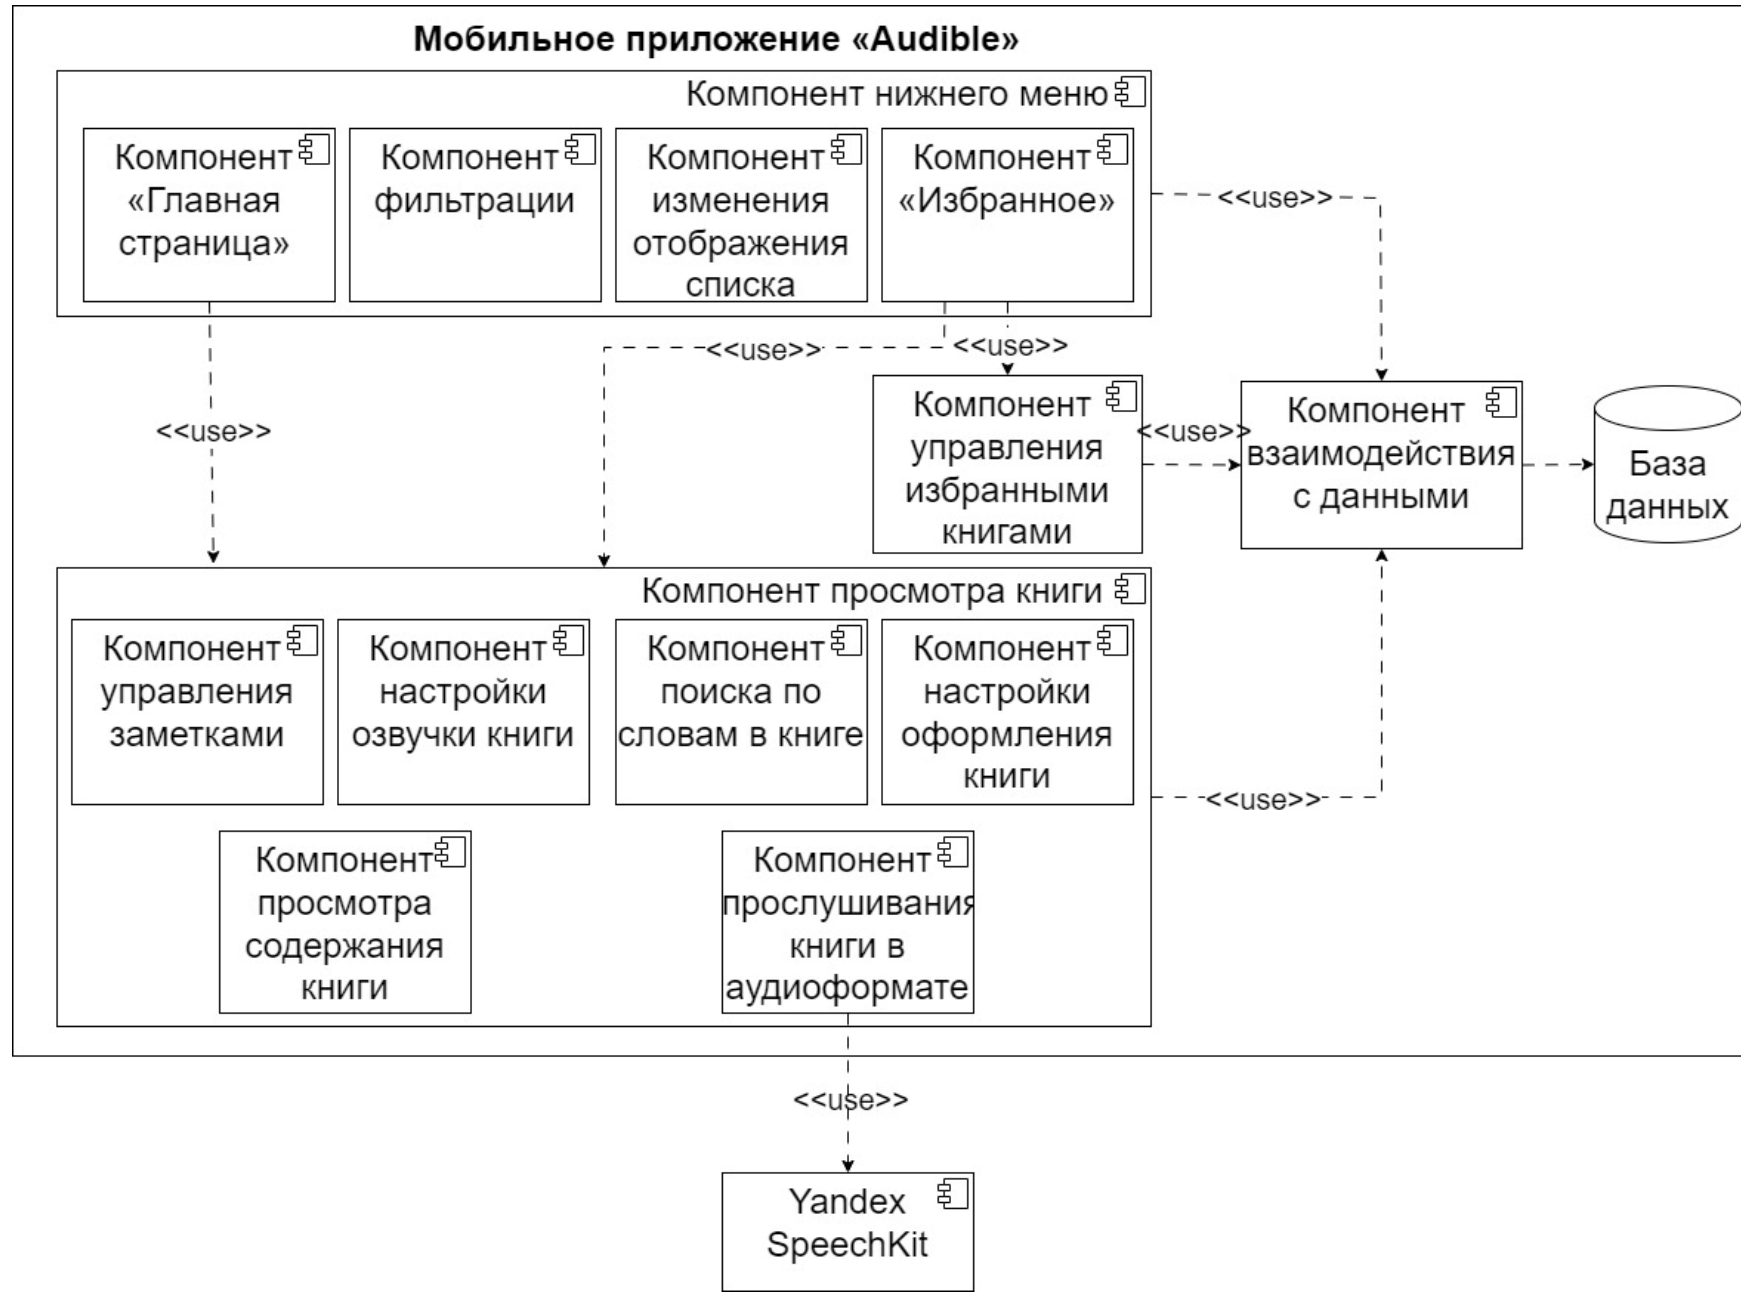 Мобильное приложение «Audible»
Компонент нижнего меню
Компонент
«Главная
страница»
Компонент
фильтрации
Компонент
изменения
отображения
списка
Компонент
«Избранное»
<<use>>
<<use>>
<<use>>
<<use>>
Компонент
управления
избранными
книгами
<<use>>
Компонент
взаимодействия
с данными
База
данных
Компонент просмотра книги
Компонент
управления
заметками
Компонент
настройки
озвучки книги
Компонент
поиска по
словам в книге
Компонент
настройки
оформления
книги
<<use>>
Компонент
просмотра
содержания
книги
Компонент
прослушивания
книги в
аудиоформате
<<use>>
Yandex
SpeechKit